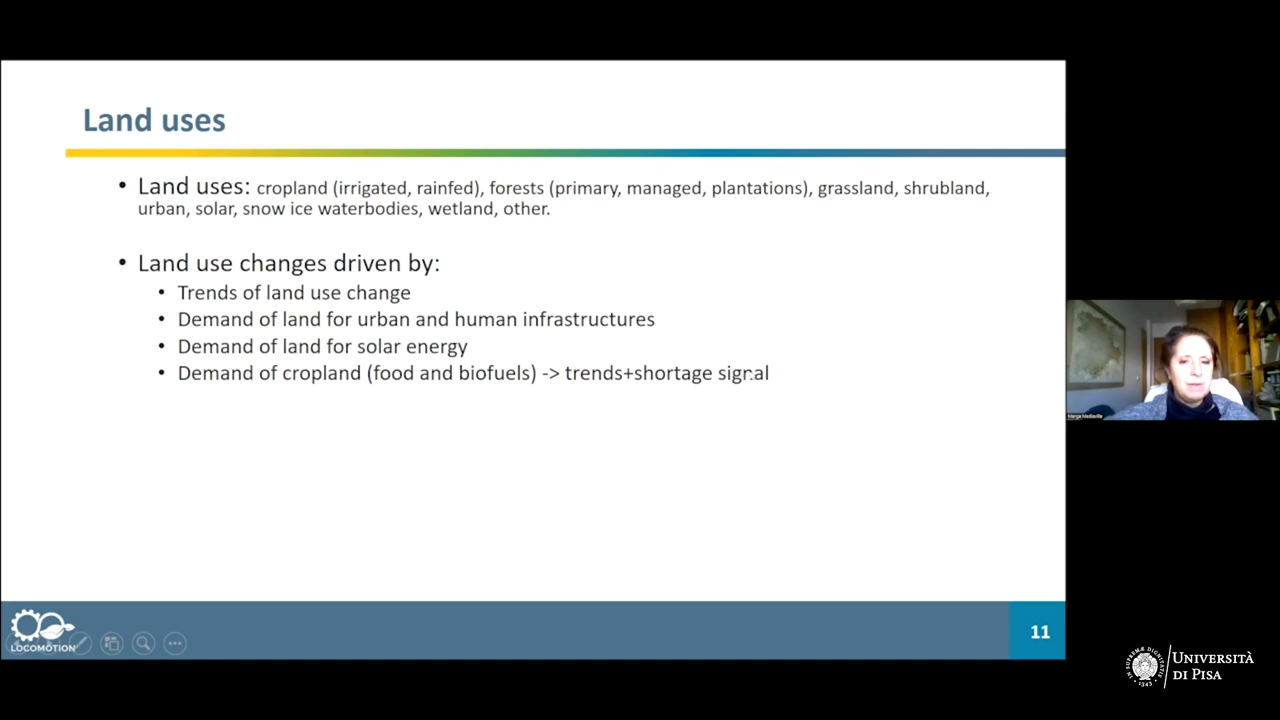 Land uses
• Land uses: cropland (irrigated, rainfed), forests (primary, managed, plantations), grassland, shrubland,
urban, solar, snow ice waterbodies, wetland, other.
• Land use changes driven by:
• Trends of land use change
• Demand of land for urban and human infrastructures
• Demand of land for solar energy
• Demand of cropland (food and biofuels) -> trends+shortage signal
LOCOMOTION
11
UNIVERSITÀ
DI PISA
1343